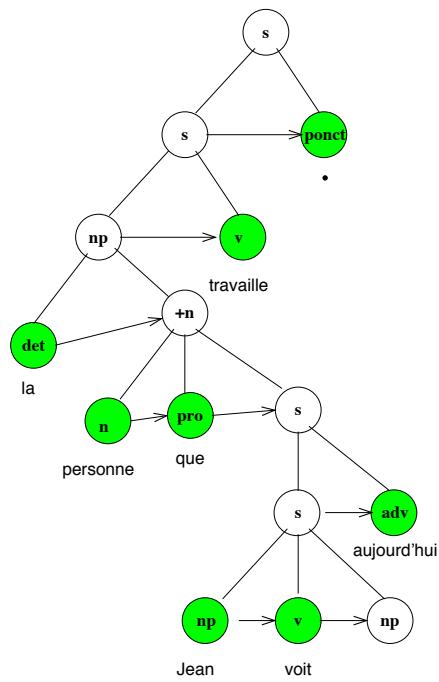 s
s
ponct
.
np
v
travaille
+n
det
la
n
pro
s
personne
que
s
adv
aujourd'hui
np
v
np
Jean
voit